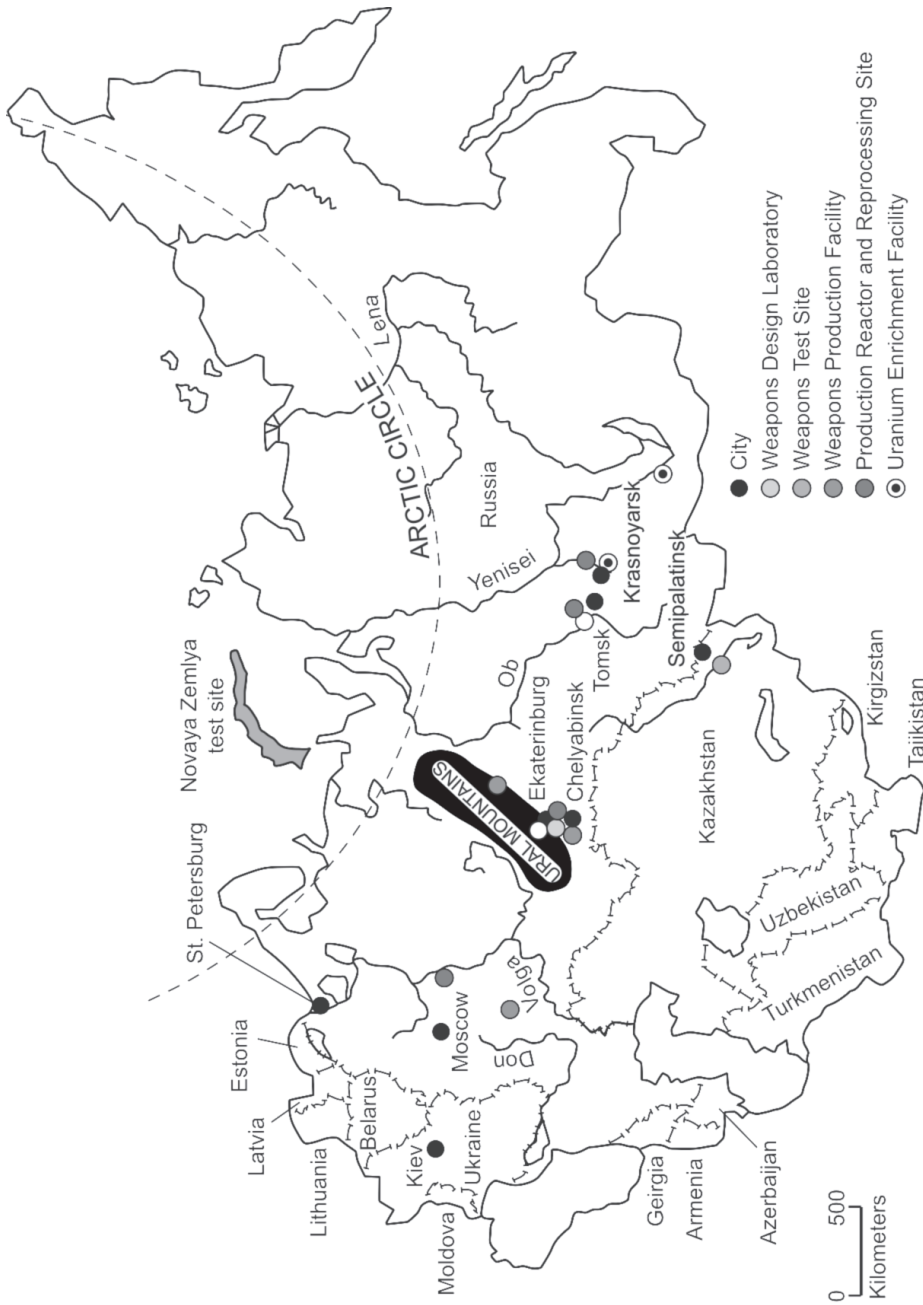 Novaya Zemlya
test site
St. Petersburg
Estonia
Latvia
Lithuania
Belarus
Kiev
Ukraine
Moldova
Moscow
Don
Volga
Geirgia
Armenia
Azerbaijan
URAL MOUNTAINS
ARCTIC CIRCLE
Lena
Russia
Yenisei
Ob
Ekaterinburg
Chelyabinsk
Tomsk
Krasnoyarsk
Semipalatinsk
Kazakhstan
Uzbekistan
Turkmenistan
Kirgizstan
Tajikistan
0 500
Kilometers
City
Weapons Design Laboratory
Weapons Test Site
Weapons Production Facility
Production Reactor and Reprocessing Site
Uranium Enrichment Facility